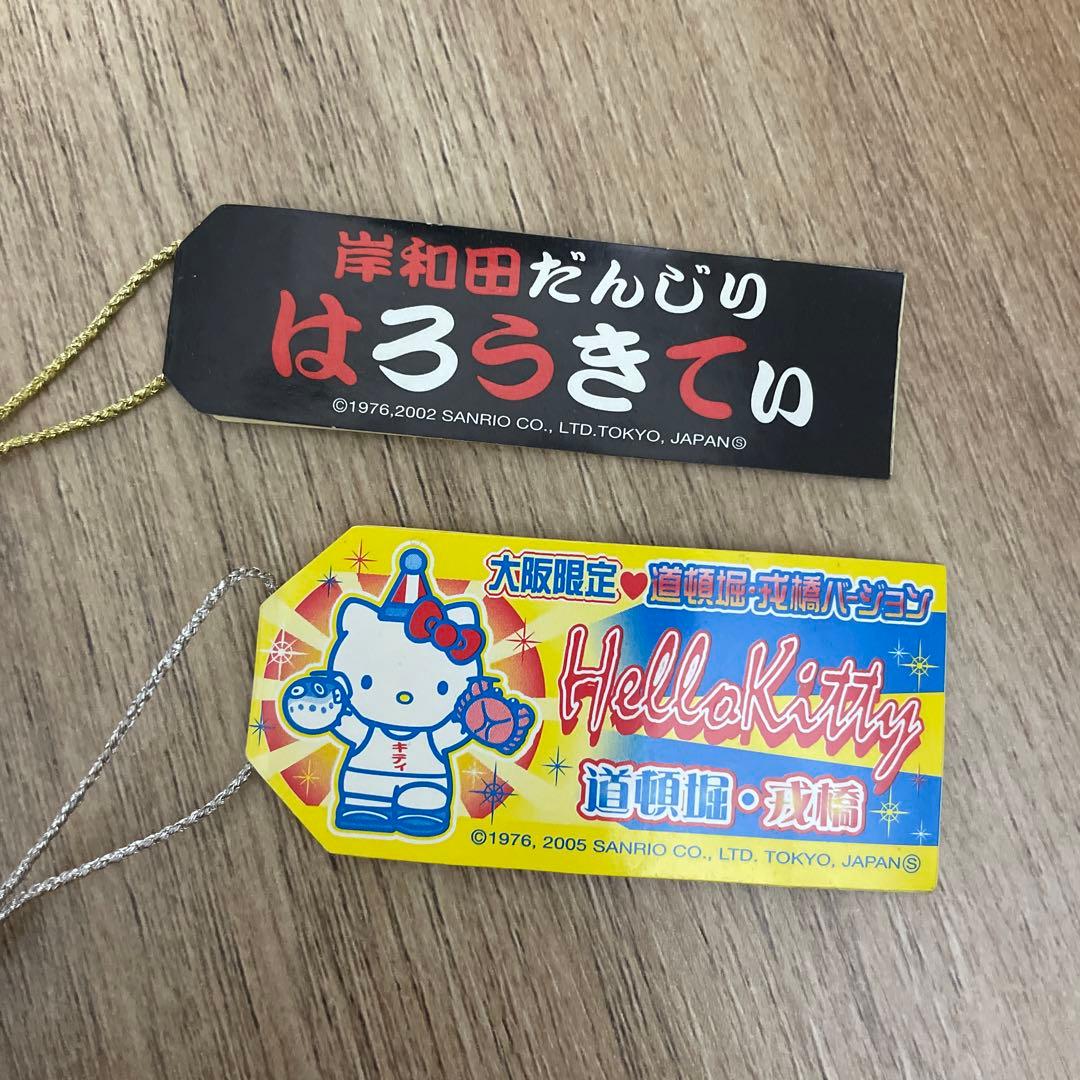 岸和田だんじり
はろうきてぃ
©1976,2002 SANRIO CO., LTD.TOKYO, JAPANⓈ
大阪限定♥道頓堀・戎橋バージョン
HelloKitty
キティ
道頓堀・戎橋
©1976, 2005 SANRIO CO., LTD. TOKYO, JAPANⓈ